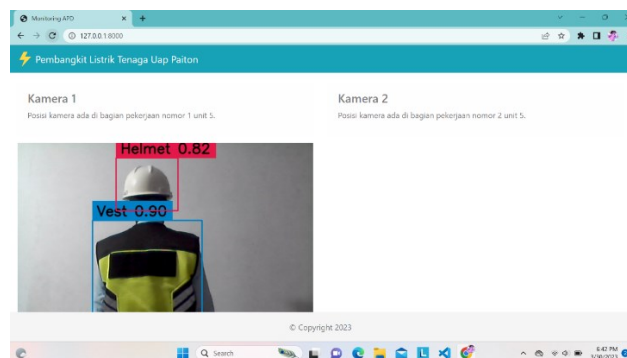 Monitoring APD
127.0.0.1:8000
Pembangkit Listrik Tenaga Uap Paiton
Kamera 1
Posisi kamera ada di bagian pekerjaan nomor 1 unit 5.
Kamera 2
Posisi kamera ada di bagian pekerjaan nomor 2 unit 5.
Helmet 0.82
Vest 0.90
© Copyright 2023
Search
6:42 PM